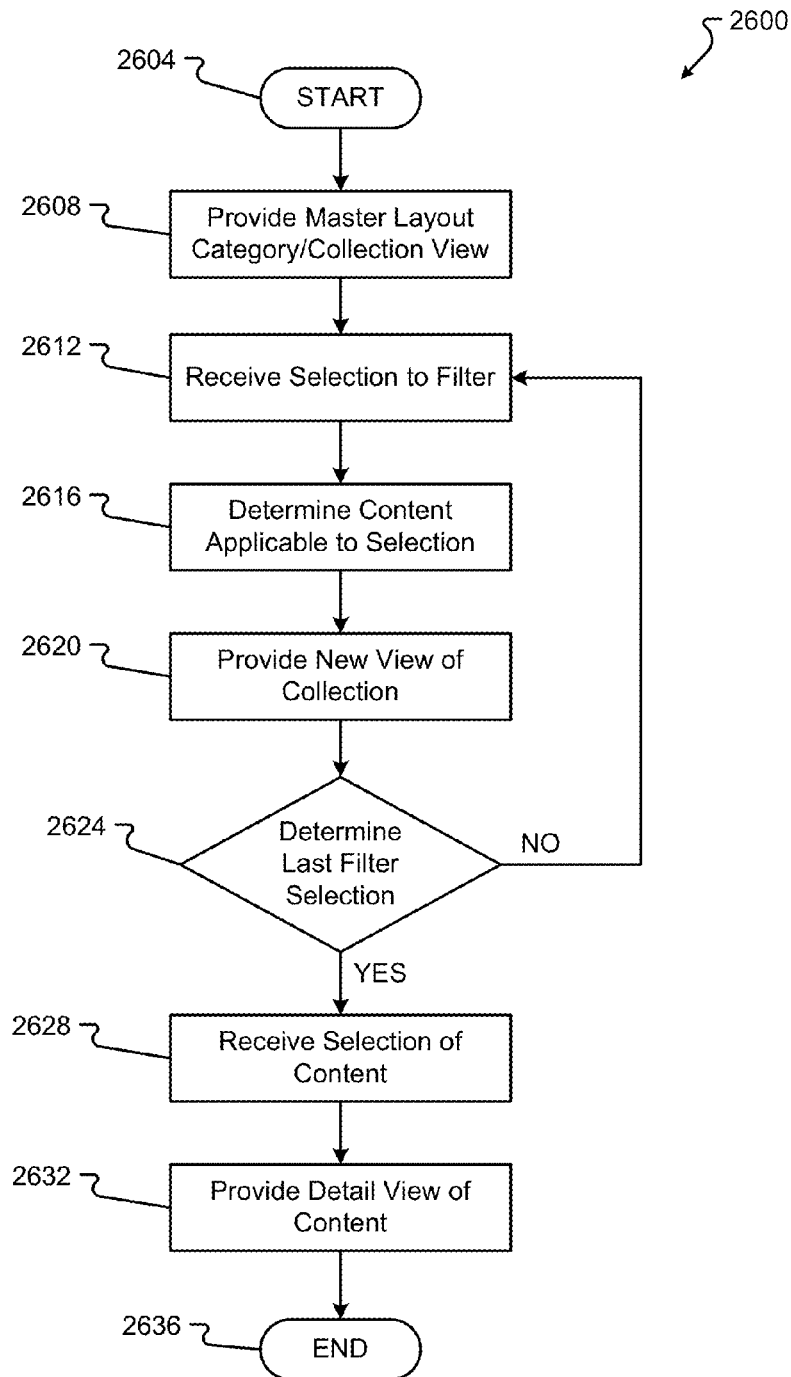 2600
2604
START
2608
Provide Master Layout
Category/Collection View
2612
Receive Selection to Filter
2616
Determine Content
Applicable to Selection
2620
Provide New View of
Collection
2624
Determine
Last Filter
Selection
NO
YES
2628
Receive Selection of
Content
2632
Provide Detail View of
Content
2636
END